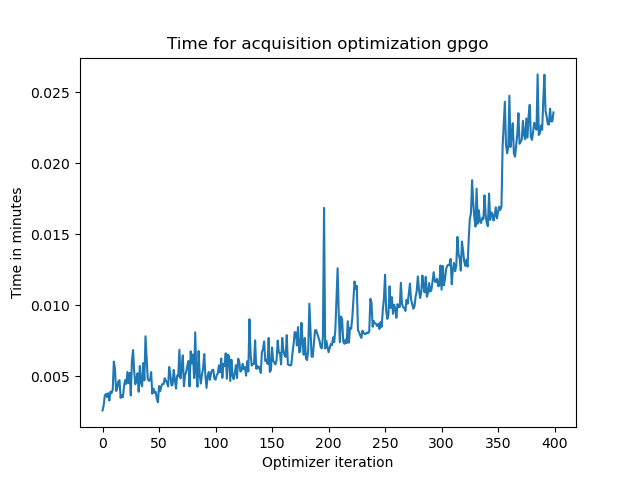 Time for acquisition optimization gpgo
0.025
0.020
0.015
0.010
0.005
Time in minutes
0 50 100 150 200 250 300 350 400
Optimizer iteration